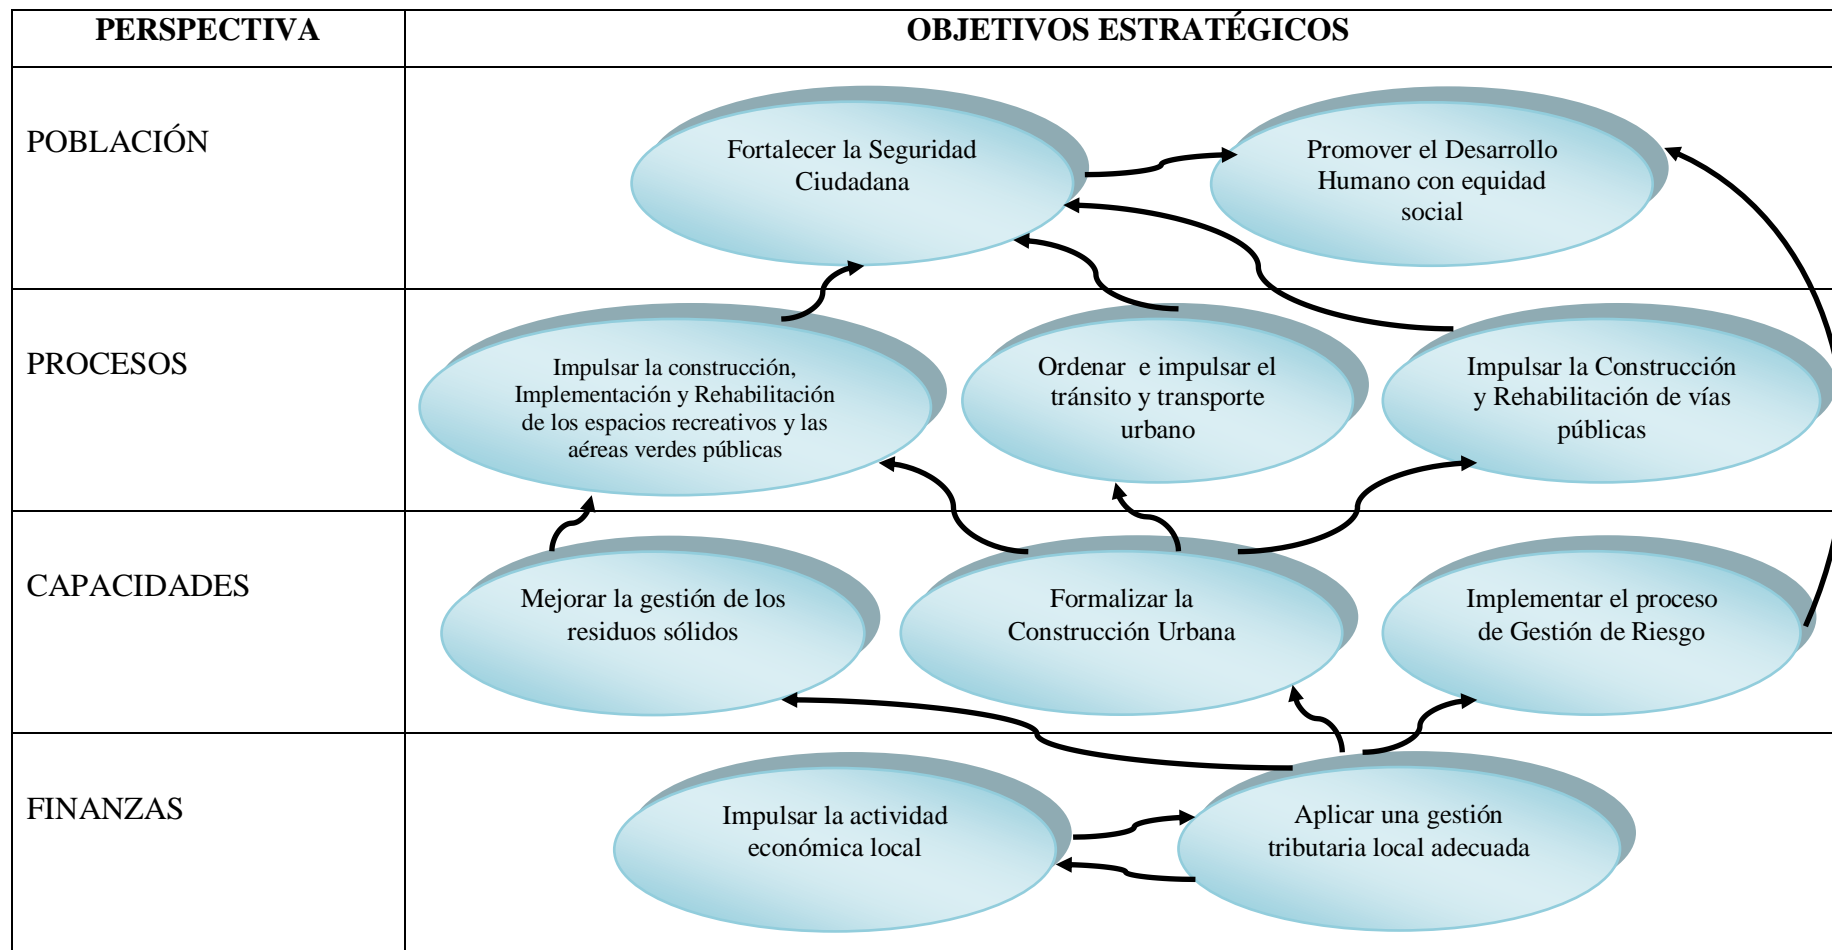 PERSPECTIVA
OBJETIVOS ESTRATÉGICOS
POBLACIÓN
Fortalecer la Seguridad
Ciudadana
Promover el Desarrollo
Humano con equidad
social
PROCESOS
Impulsar la construcción,
Implementación y Rehabilitación
de los espacios recreativos y las
aéreas verdes públicas
Ordenar e impulsar el
tránsito y transporte
urbano
Impulsar la Construcción
y Rehabilitación de vías
públicas
CAPACIDADES
Mejorar la gestión de los
residuos sólidos
Formalizar la
Construcción Urbana
Implementar el proceso
de Gestión de Riesgo
FINANZAS
Impulsar la actividad
económica local
Aplicar una gestión
tributaria local adecuada